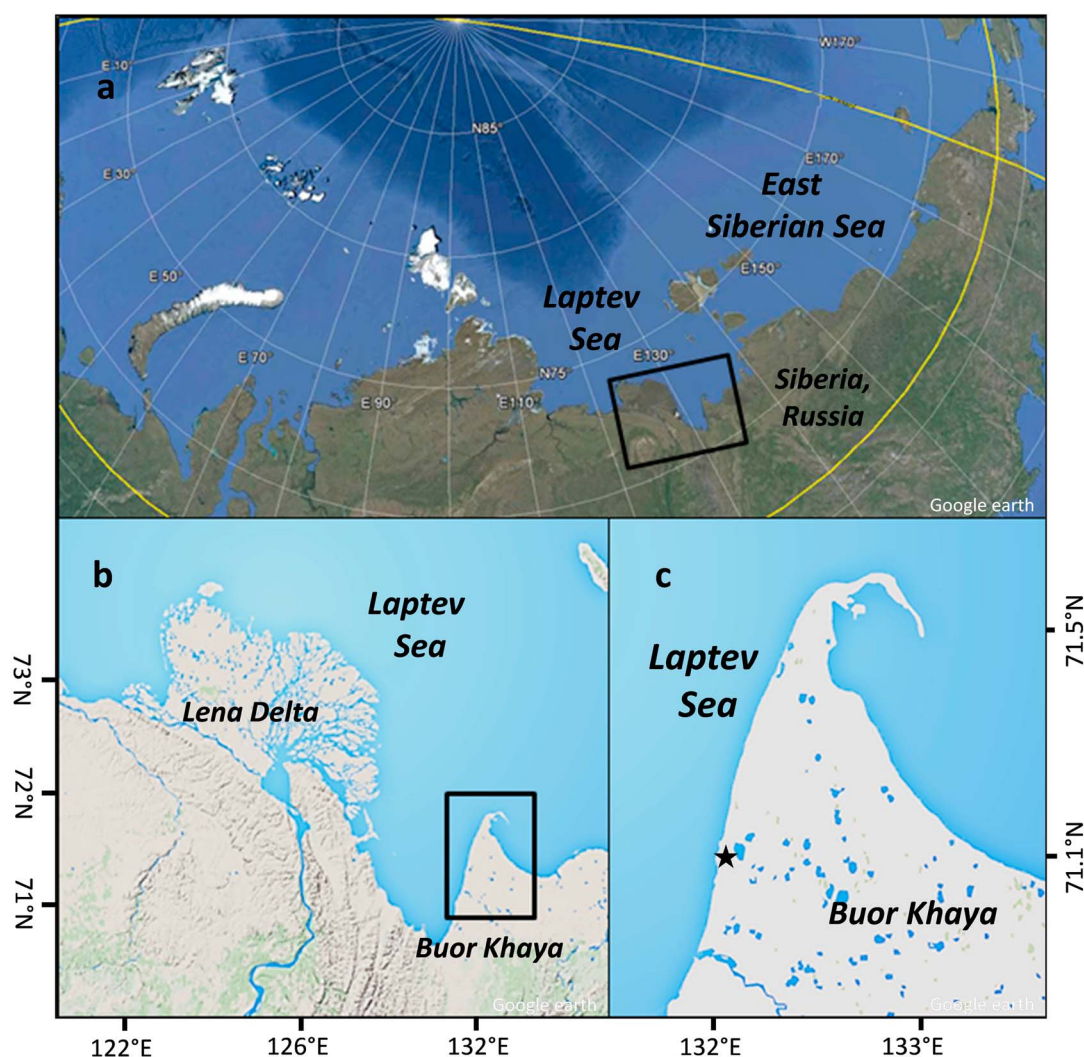 a
E 10°
E 30°
E 50°
E 70°
E 90°
E110°
N75°
E130°
E150°
E170°
W170°
N85°
East
Siberian Sea
Laptev
Sea
Siberia,
Russia
Google earth
b
Laptev
Sea
Lena Delta
Buor Khaya
Google earth
73°N
72°N
71°N
122°E
126°E
132°E
c
Laptev
Sea
Buor Khaya
Google earth
71.5°N
71.1°N
132°E
133°E